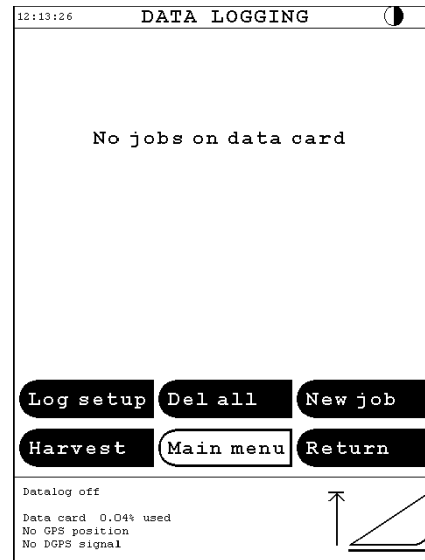 12:13:26 DATA LOGGING
No jobs on data card
Log setup Del all New job
Harvest Main menu Return
Datalog off
Data card 0.04% used
No GPS position
No DGPS signal